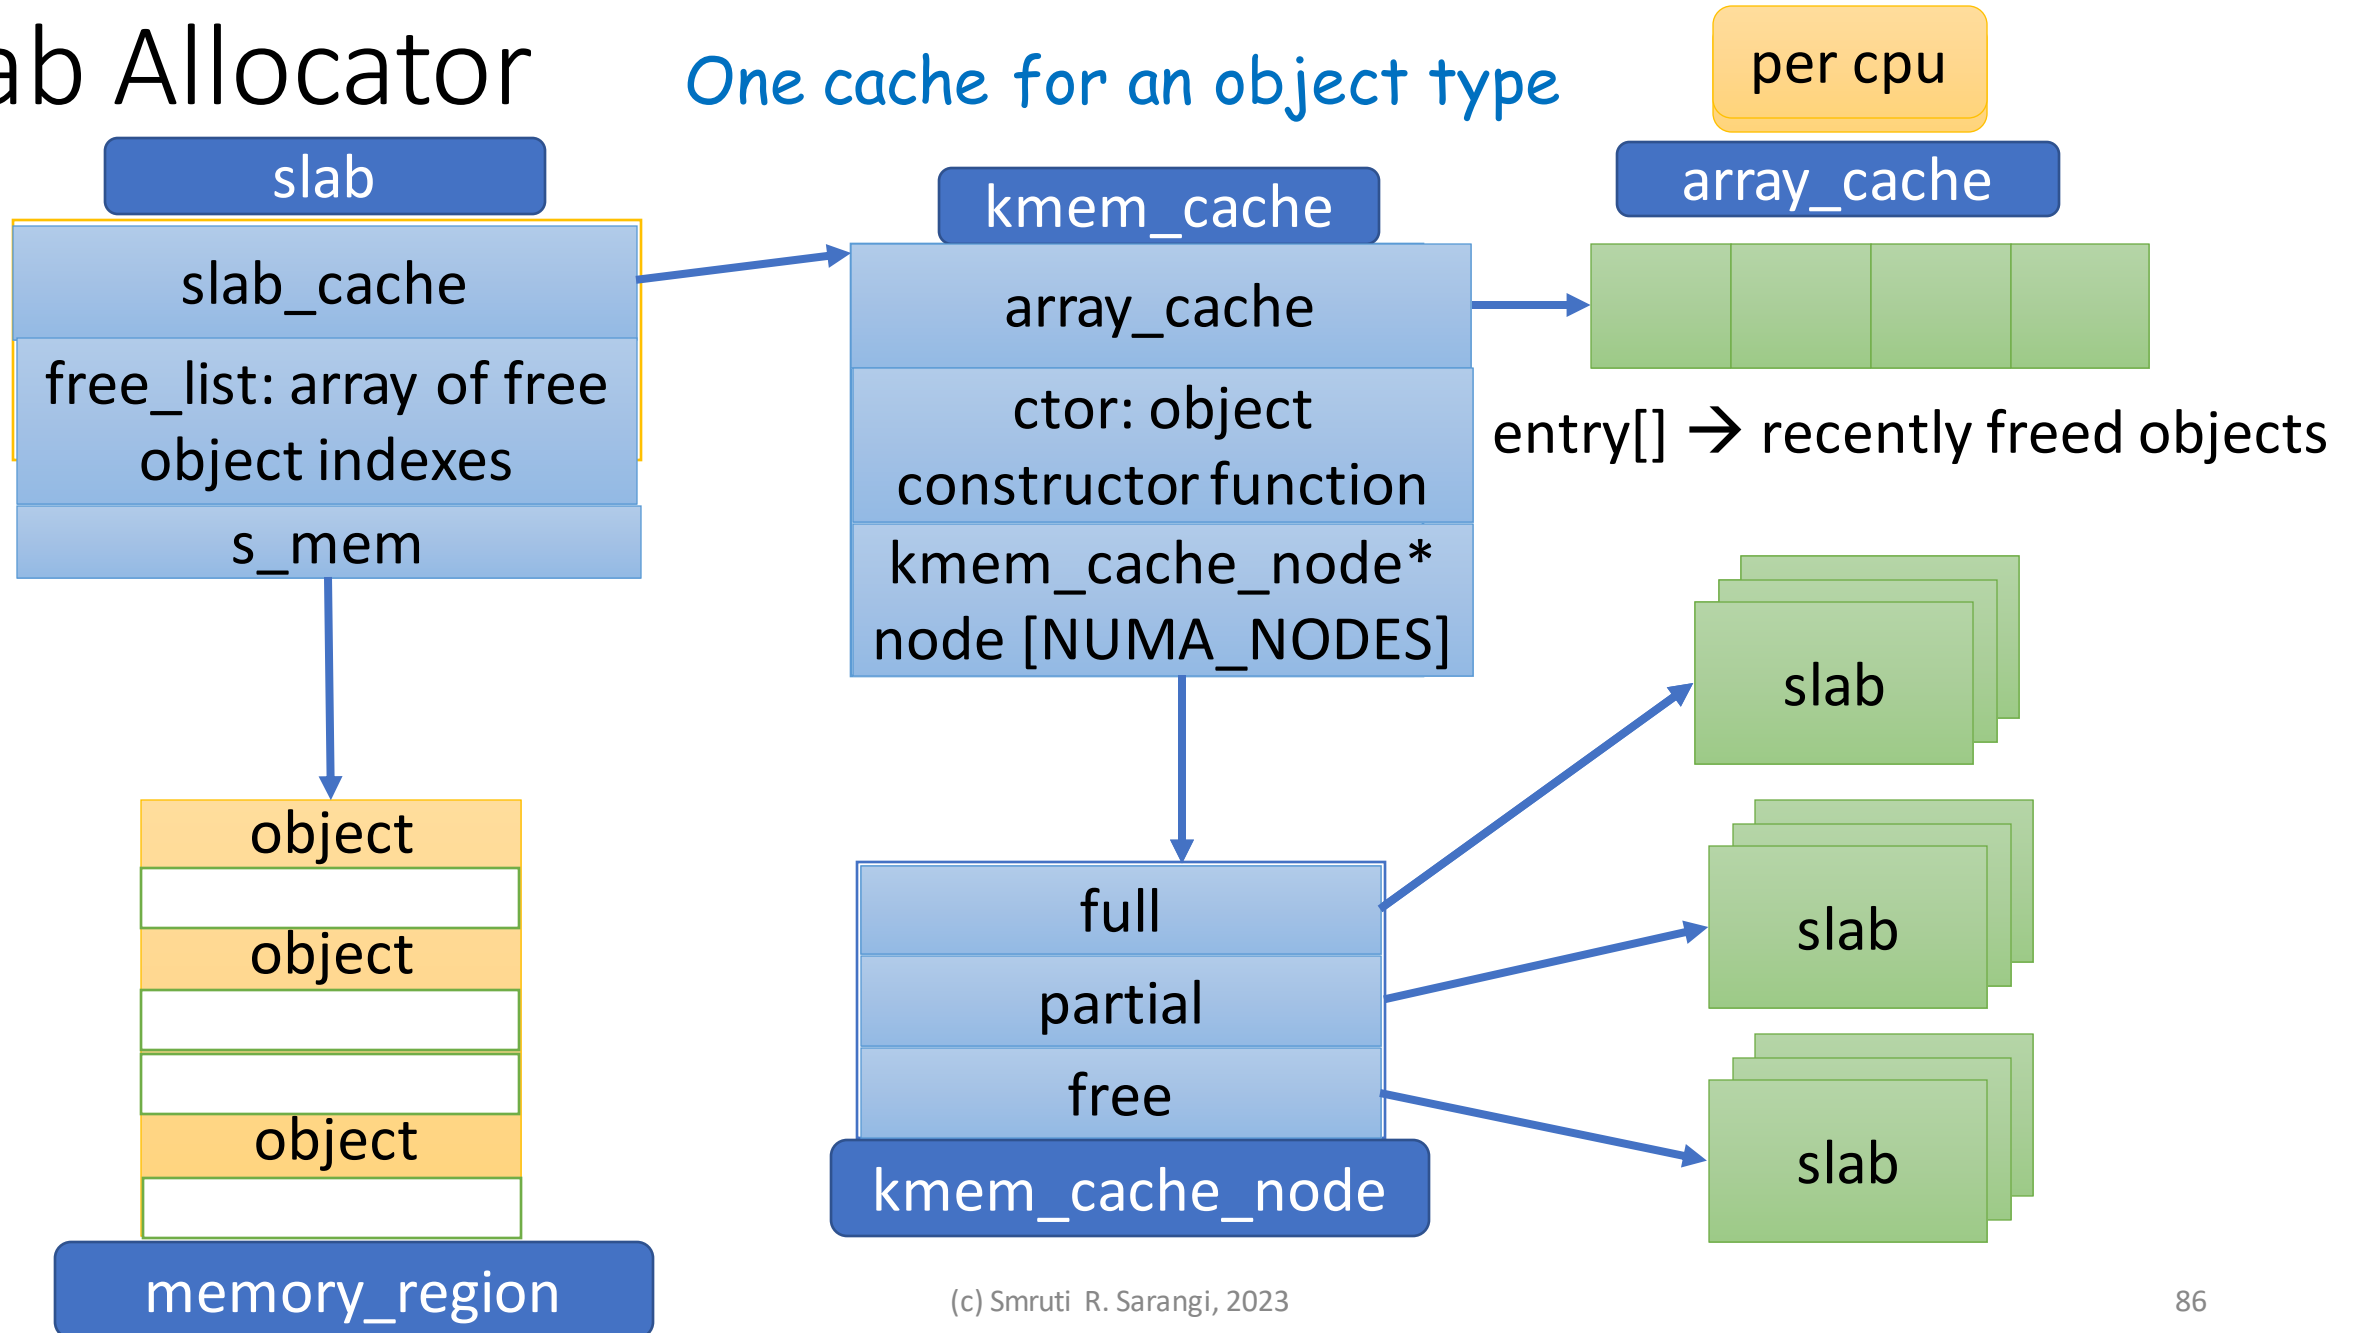 ab Allocator
One cache for an object type
per cpu
slab
kmem_cache
array_cache
slab_cache
free_list: array of free
object indexes
s_mem
array_cache
ctor: object
constructor function
kmem_cache_node*
node [NUMA_NODES]
entry[] → recently freed objects
object
object
object
memory_region
full
partial
free
kmem_cache_node
slab
slab
slab
(c) Smruti R. Sarangi, 2023
86